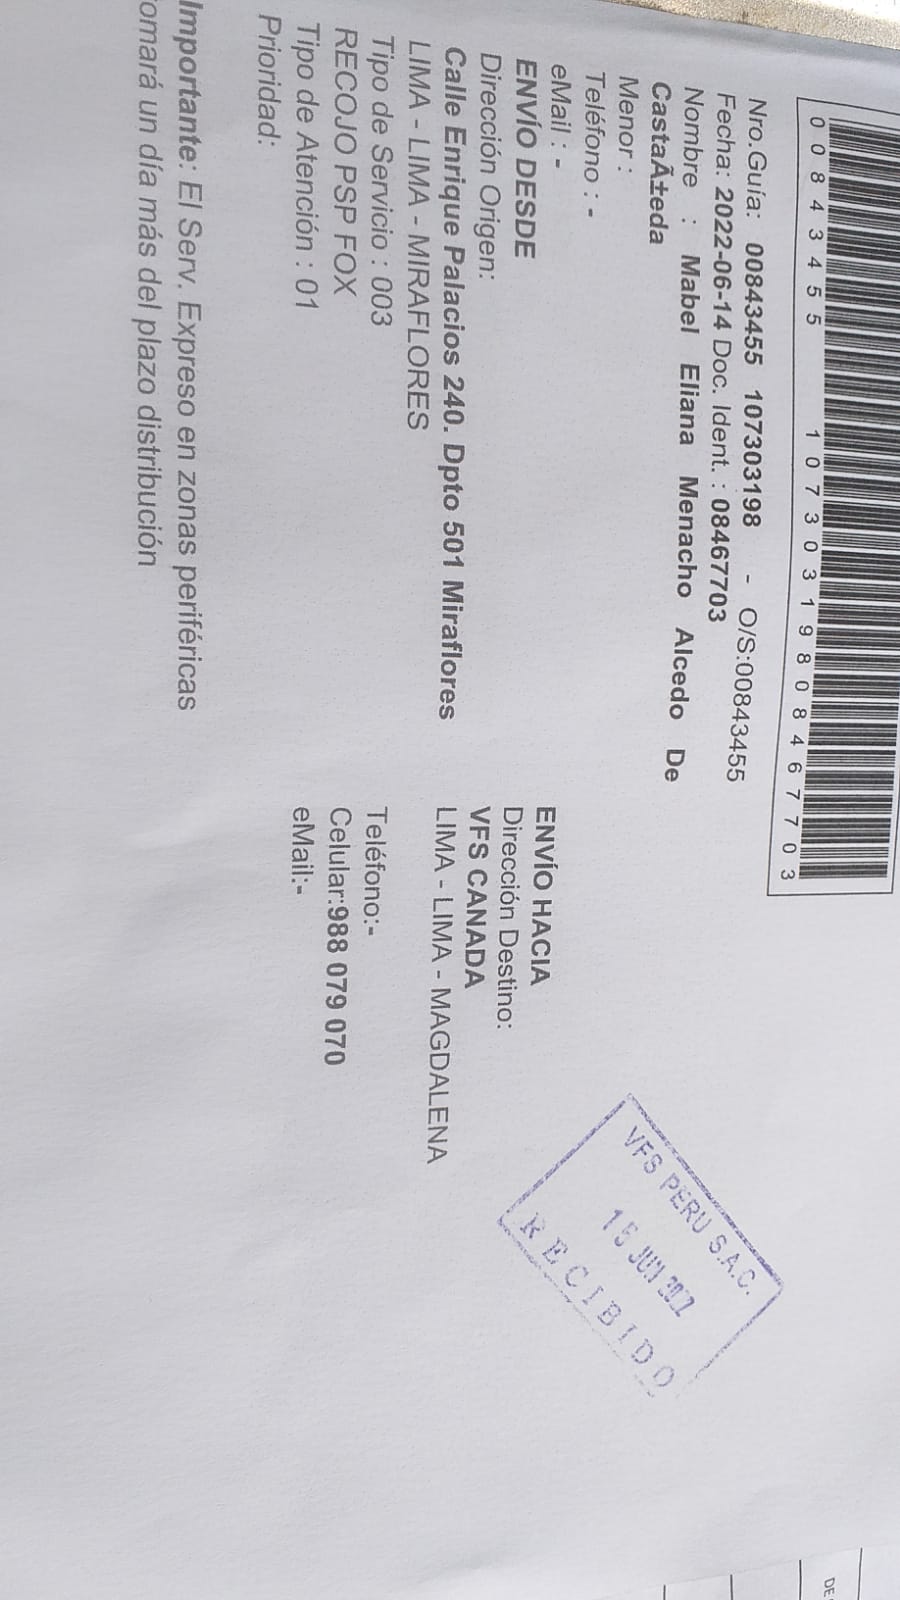 00843455 1073031980846770 3
Nro.Guía: 00843455 107303198 - O/S:00843455
Fecha: 2022-06-14 Doc. Ident. : 08467703
Nombre : Mabel Eliana Menacho Alcedo De
CastaÃ±eda
Menor :
Teléfono : -
eMail : -
ENVÍO DESDE
Dirección Origen:
Calle Enrique Palacios 240. Dpto 501 Miraflores
LIMA - LIMA - MIRAFLORES
Tipo de Servicio : 003
RECOJO PSP FOX
Tipo de Atención : 01
Prioridad:
ENVÍO HACIA
Dirección Destino:
VFS CANADA
LIMA - LIMA - MAGDALENA
Teléfono:-
Celular:988 079 070
eMail:-
Importante: El Serv. Expreso en zonas periféricas
tomará un día más del plazo distribución
VFS PERU S.A.C.
15 JUN 2022
RECIBIDO
DE